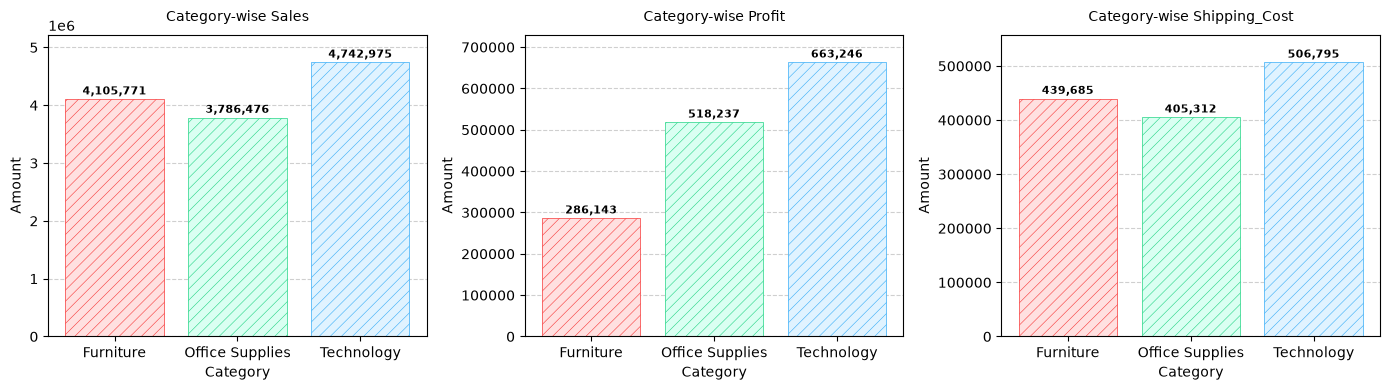 Category-wise Sales
1e6
5
4
3
2
1
0
Amount
4,105,771
3,786,476
4,742,975
Furniture
Office Supplies
Technology
Category
Category-wise Profit
700000
600000
500000
400000
300000
200000
100000
0
Amount
286,143
518,237
663,246
Furniture
Office Supplies
Technology
Category
Category-wise Shipping_Cost
500000
400000
300000
200000
100000
0
Amount
439,685
405,312
506,795
Furniture
Office Supplies
Technology
Category